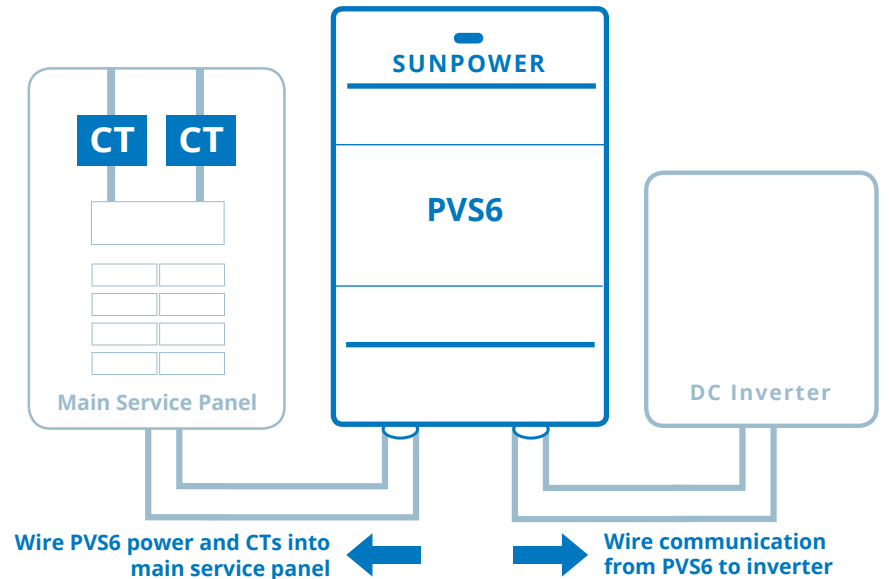 SUNPOWER
CT CT
PVS6
Main Service Panel
DC Inverter
Wire PVS6 power and CTs into
main service panel
Wire communication
from PVS6 to inverter